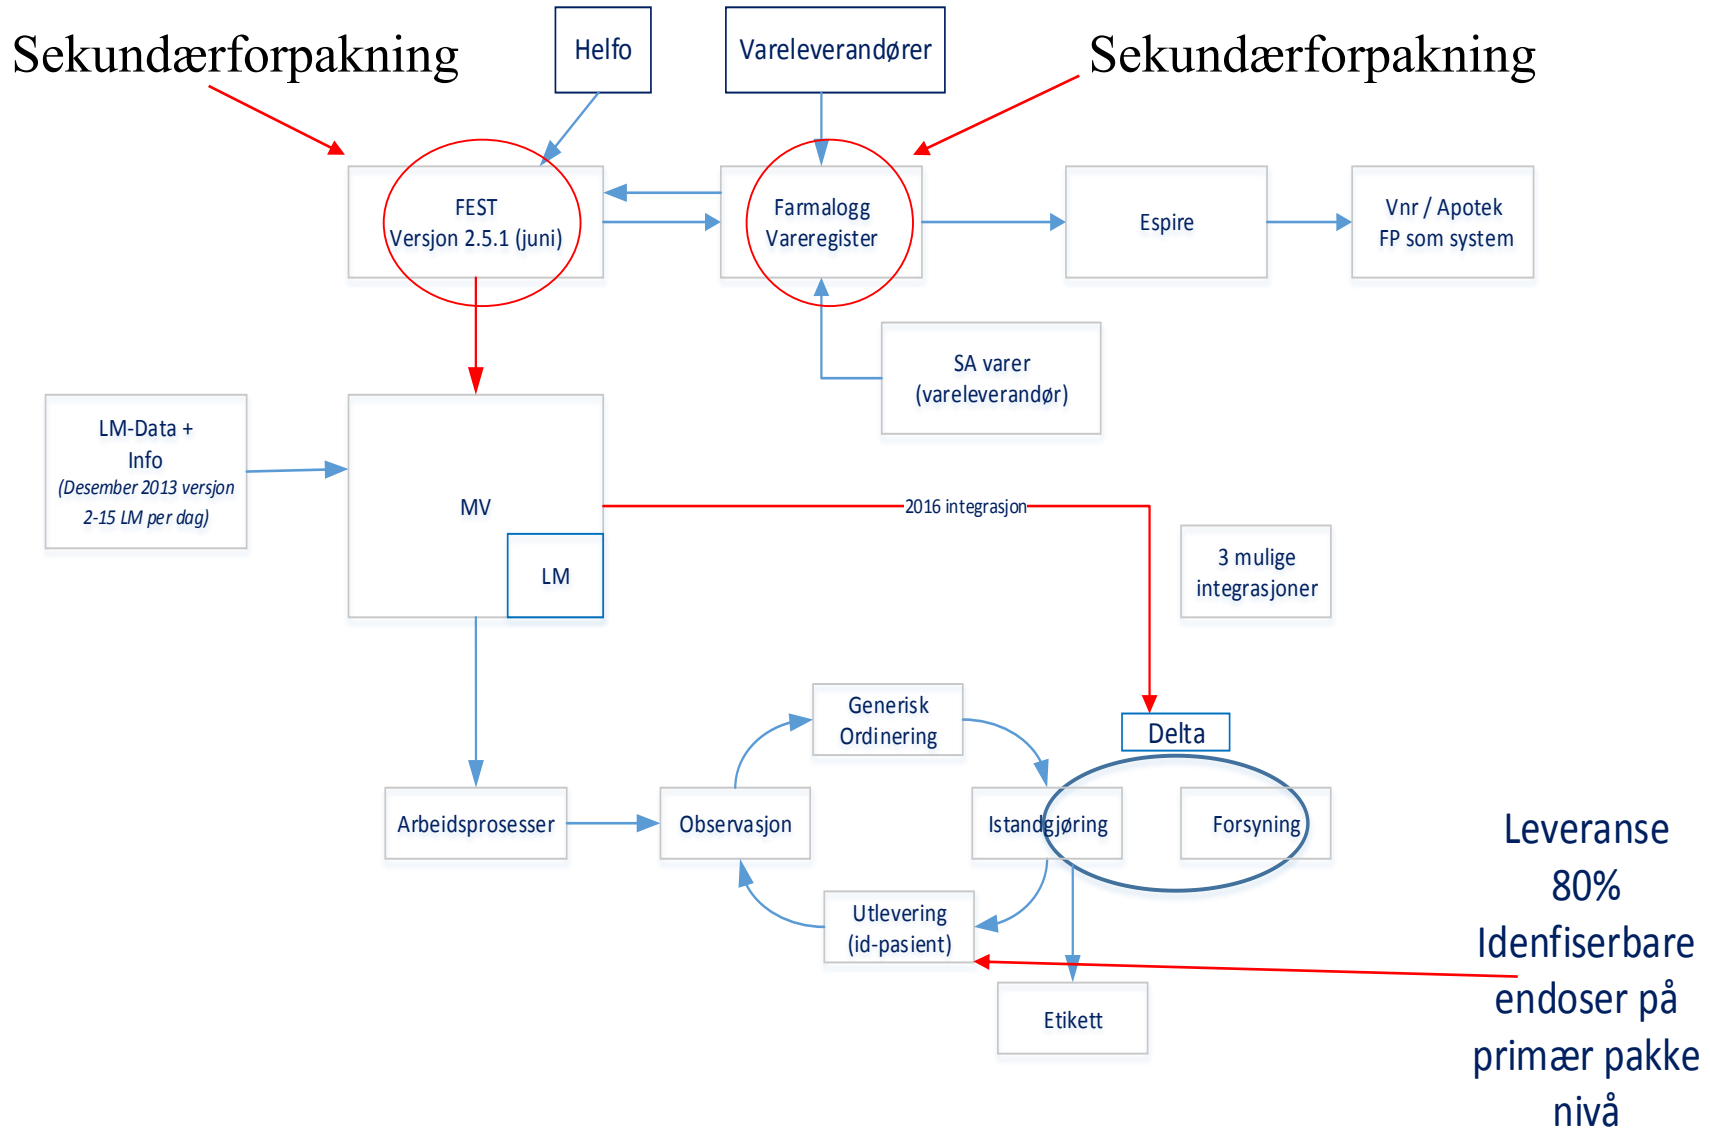 Sekundærforpakning
Helfo
Vareleverandører
Sekundærforpakning
FEST
Versjon 2.5.1 (juni)
Farmalogg
Vareregister
Espire
Vnr / Apotek
FP som system
SA varer
(vareleverandør)
LM-Data +
Info
(Desember 2013 versjon
2-15 LM per dag)
MV
LM
2016 integrasjon
3 mulige
integrasjoner
Generisk
Ordinering
Delta
Arbeidsprosesser
Observasjon
Istandgjøring
Forsyning
Utlevering
(id-pasient)
Etikett
Leveranse
80%
Idenfiserbare
endoser på
primær pakke
nivå